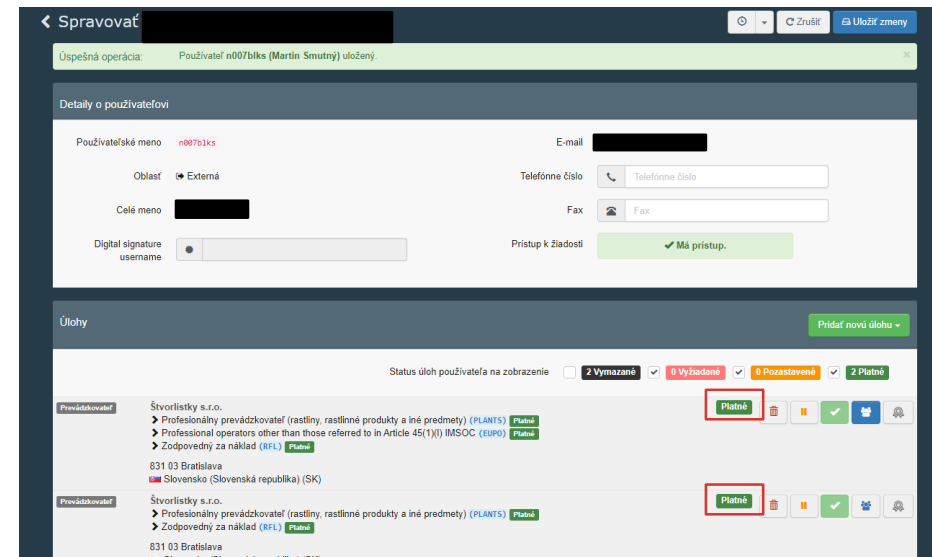 Spravovať
Zrušiť
Uložiť zmeny
Úspešná operácia: Používateľ n007blks (Martin Smutný) uložený. ×
Detaily o používateľovi
Používateľské meno n007blks E-mail
Oblasť Externá Telefónne číslo Telefónne číslo
Celé meno Fax Fax
Digital signature username Prístup k žiadosti Má prístup.
Úlohy Pridať novú úlohu
Status úloh používateľa na zobrazenie 2 Vymazané 0 Vyžiadané 0 Pozastavené 2 Platné
Prevádzkovateľ Štvorlístky s.r.o. Platné
Profesionálny prevádzkovateľ (rastliny, rastlinné produkty a iné predmety) (PLANTS) Platné
Professional operators other than those referred to in Article 45(1)(l) IMSOC (EUPO) Platné
Zodpovedný za náklad (RFL) Platné
831 03 Bratislava
Slovensko (Slovenská republika) (SK)
Prevádzkovateľ Štvorlístky s.r.o. Platné
Profesionálny prevádzkovateľ (rastliny, rastlinné produkty a iné predmety) (PLANTS) Platné
Zodpovedný za náklad (RFL) Platné
831 03 Bratislava